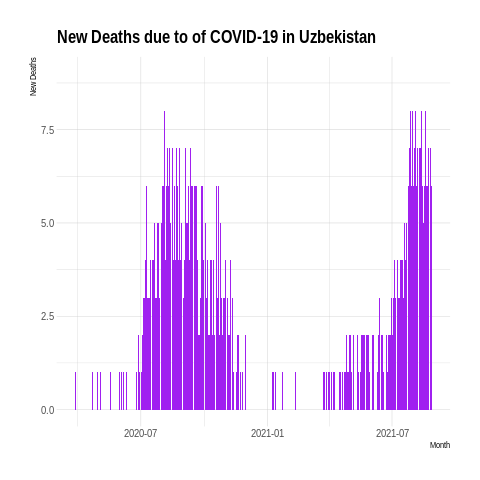 New Deaths due to of COVID-19 in Uzbekistan
New Deaths
7.5
5.0
2.5
0.0
2020-07 2021-01 2021-07
Month